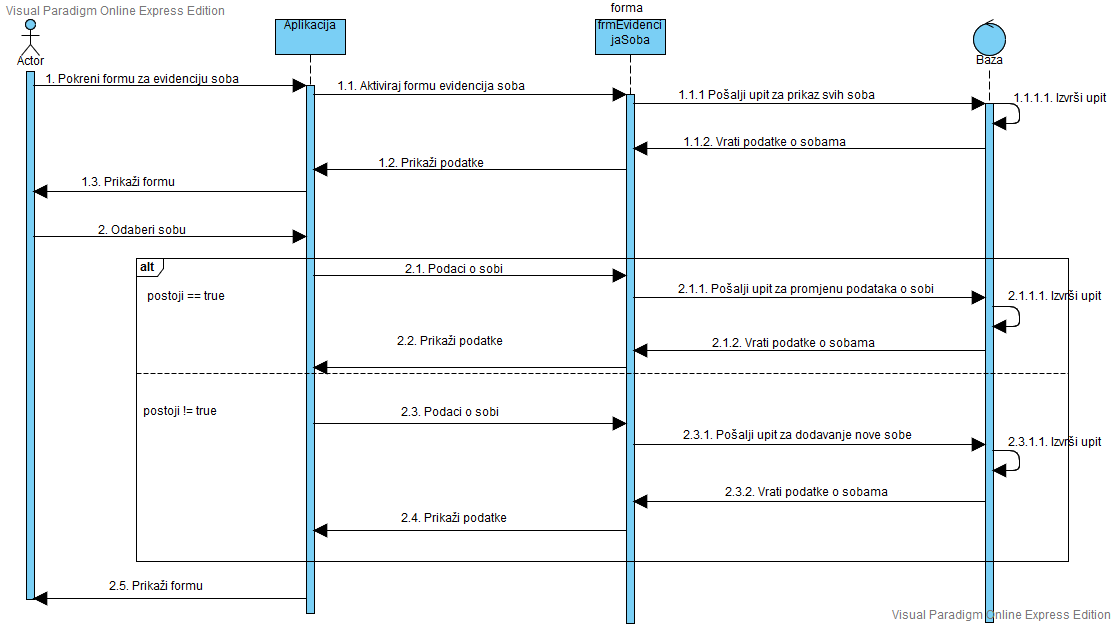 Visual Paradigm Online Express Edition
forma
Aplikacija
frmEvidenci
jaSoba
Actor
Baza
1. Pokreni formu za evidenciju soba
1.1. Aktiviraj formu evidencija soba
1.1.1 Pošalji upit za prikaz svih soba
1.1.1.1. Izvrši upit
1.1.2. Vrati podatke o sobama
1.2. Prikaži podatke
1.3. Prikaži formu
2. Odaberi sobu
alt
2.1. Podaci o sobi
postoji == true
2.1.1. Pošalji upit za promjenu podataka o sobi
2.1.1.1. Izvrši upit
2.2. Prikaži podatke
2.1.2. Vrati podatke o sobama
postoji != true
2.3. Podaci o sobi
2.3.1. Pošalji upit za dodavanje nove sobe
2.3.1.1. Izvrši upit
2.3.2. Vrati podatke o sobama
2.4. Prikaži podatke
2.5. Prikaži formu
Visual Paradigm Online Express Edition